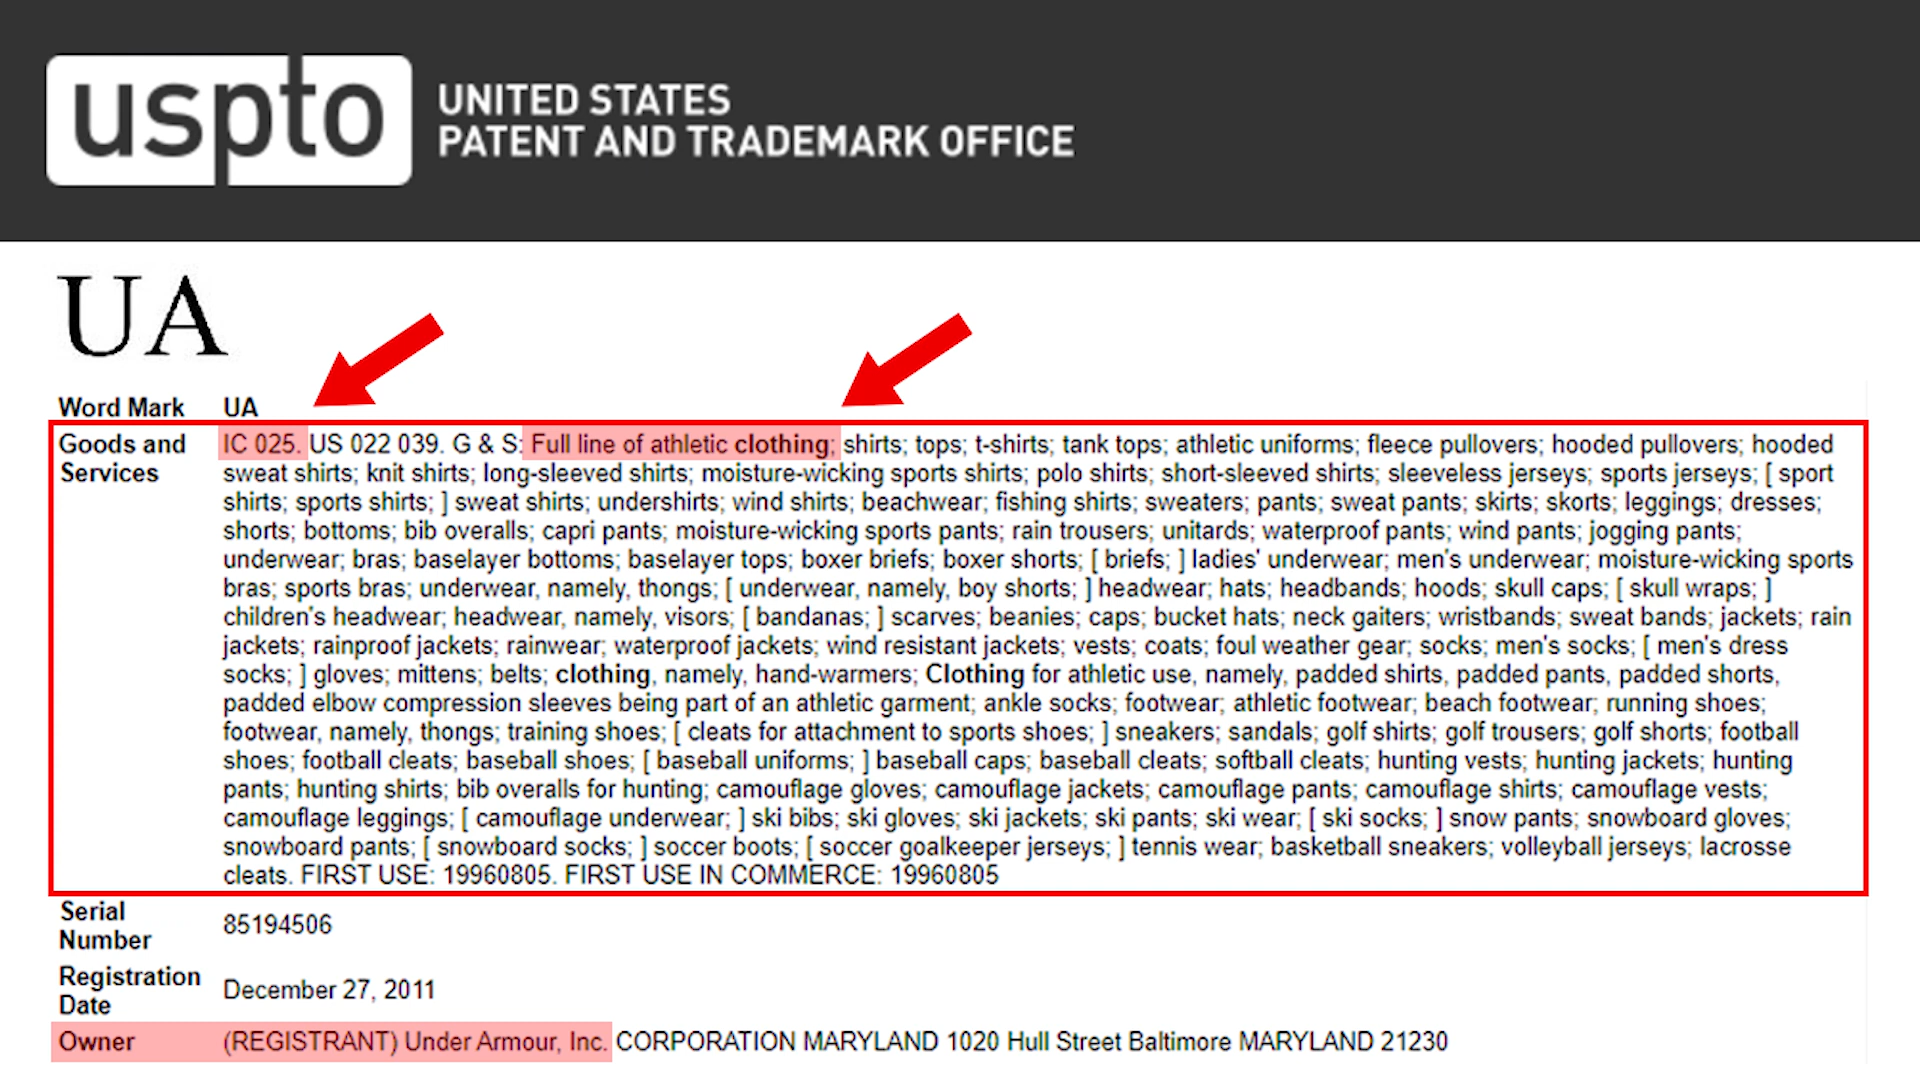 uspto
UNITED STATES
PATENT AND TRADEMARK OFFICE
UA
Word Mark UA
Goods and Services IC 025. US 022 039. G & S: Full line of athletic clothing; shirts; tops; t-shirts; tank tops; athletic uniforms; fleece pullovers; hooded pullovers; hooded
sweat shirts; knit shirts; long-sleeved shirts; moisture-wicking sports shirts; polo shirts; short-sleeved shirts; sleeveless jerseys; sports jerseys; [ sport
shirts; sports shirts; ] sweat shirts; undershirts; wind shirts; beachwear; fishing shirts; sweaters; pants; sweat pants; skirts; skorts; leggings; dresses;
shorts; bottoms; bib overalls; capri pants; moisture-wicking sports pants; rain trousers; unitards; waterproof pants; wind pants; jogging pants;
underwear; bras; baselayer bottoms; baselayer tops; boxer briefs; boxer shorts; [ briefs; ] ladies' underwear; men's underwear; moisture-wicking sports
bras; sports bras; underwear, namely, thongs; [ underwear, namely, boy shorts; ] headwear; hats; headbands; hoods; skull caps; [ skull wraps; ]
children's headwear; headwear, namely, visors; [ bandanas; ] scarves; beanies; caps; bucket hats; neck gaiters; wristbands; sweat bands; jackets; rain
jackets; rainproof jackets; rainwear; waterproof jackets; wind resistant jackets; vests; coats; foul weather gear; socks; men's socks; [ men's dress
socks; ] gloves; mittens; belts; clothing, namely, hand-warmers; Clothing for athletic use, namely, padded shirts, padded pants, padded shorts,
padded elbow compression sleeves being part of an athletic garment; ankle socks; footwear; athletic footwear; beach footwear; running shoes;
footwear, namely, thongs; training shoes; [ cleats for attachment to sports shoes; ] sneakers; sandals; golf shirts; golf trousers; golf shorts; football
shoes; football cleats; baseball shoes; [ baseball uniforms; ] baseball caps; baseball cleats; softball cleats; hunting vests; hunting jackets; hunting
pants; hunting shirts; bib overalls for hunting; camouflage gloves; camouflage jackets; camouflage pants; camouflage shirts; camouflage vests;
camouflage leggings; [ camouflage underwear; ] ski bibs; ski gloves; ski jackets; ski pants; ski wear; [ ski socks; ] snow pants; snowboard gloves;
snowboard pants; [ snowboard socks; ] soccer boots; [ soccer goalkeeper jerseys; ] tennis wear; basketball sneakers; volleyball jerseys; lacrosse
cleats. FIRST USE: 19960805. FIRST USE IN COMMERCE: 19960805
Serial Number 85194506
Registration Date December 27, 2011
Owner (REGISTRANT) Under Armour, Inc. CORPORATION MARYLAND 1020 Hull Street Baltimore MARYLAND 21230